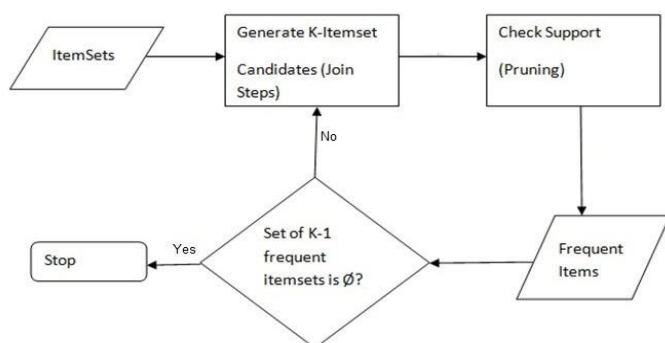 ItemSets
Generate K-Itemset
Candidates (Join
Steps)
Check Support
(Pruning)
No
Set of K-1
frequent
itemsets is Ø?
Yes
Stop
Frequent
Items